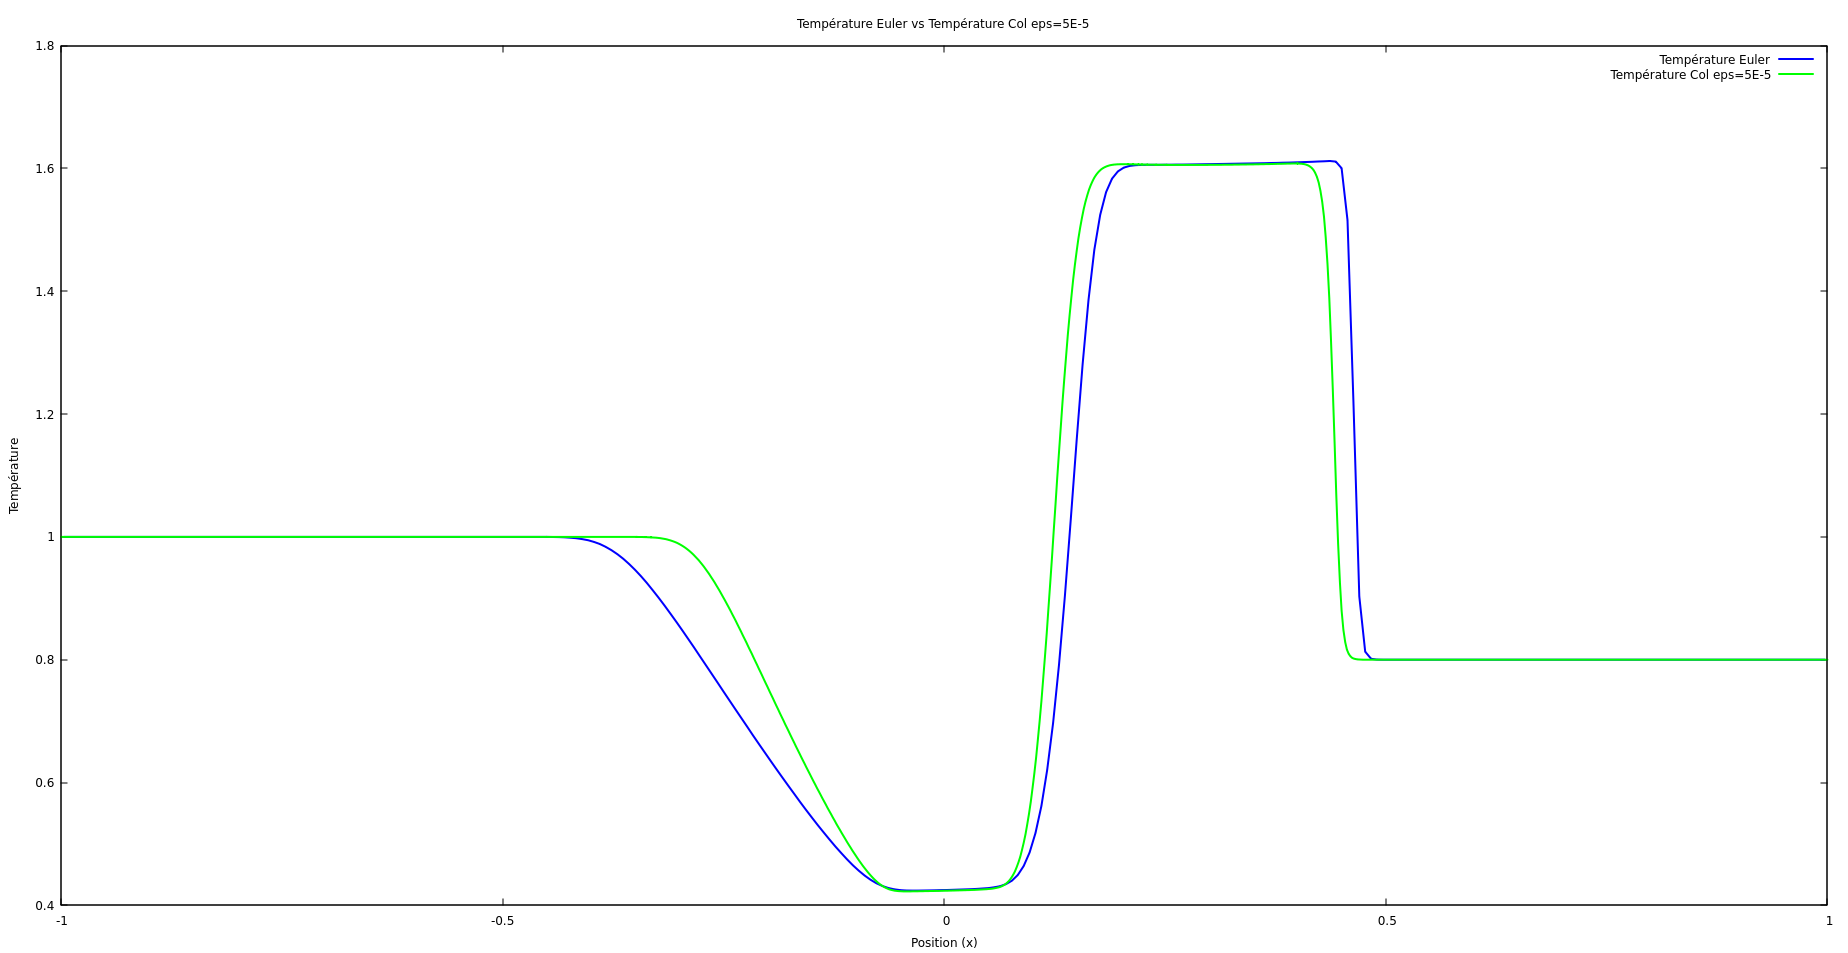 Température Euler vs Température Col eps=5E-5
Température Euler
Température Col eps=5E-5
1.8
1.6
1.4
1.2
1
0.8
0.6
0.4
Température
-1
-0.5
0
0.5
1
Position (x)